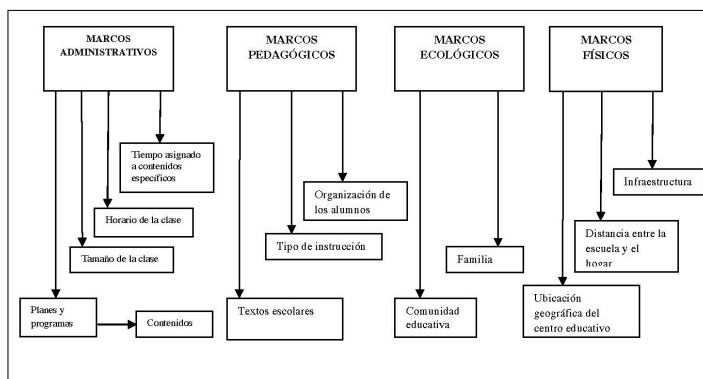 MARCOS
ADMINISTRATIVOS
Tiempo asignado
a contenidos
específicos
Horario de la clase
Tamaño de la clase
Planes y
programas
Contenidos
MARCOS
PEDAGÓGICOS
Organización de
los alumnos
Tipo de instrucción
Textos escolares
MARCOS
ECOLÓGICOS
Familia
Comunidad
educativa
MARCOS
FÍSICOS
Infraestructura
Distancia entre la
escuela y el
hogar
Ubicación
geográfica del
centro educativo